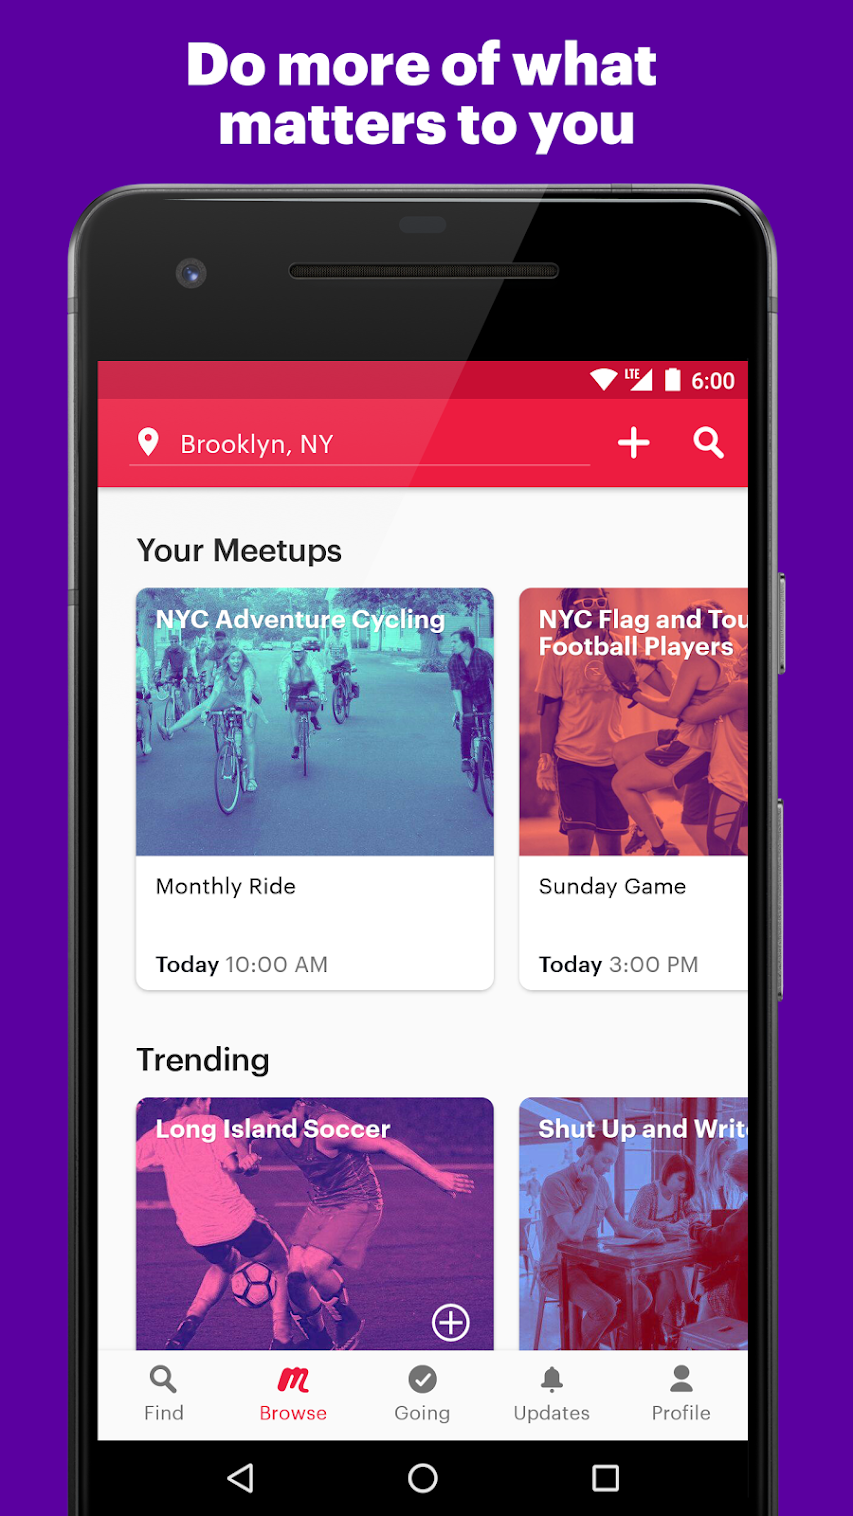 Do more of what
matters to you
LTE 6:00
Brooklyn, NY
Your Meetups
NYC Adventure Cycling
NYC Flag and Tou
Football Players
Monthly Ride
Sunday Game
Today 10:00 AM
Today 3:00 PM
Trending
Long Island Soccer
Shut Up and Write
Find
Browse
Going
Updates
Profile